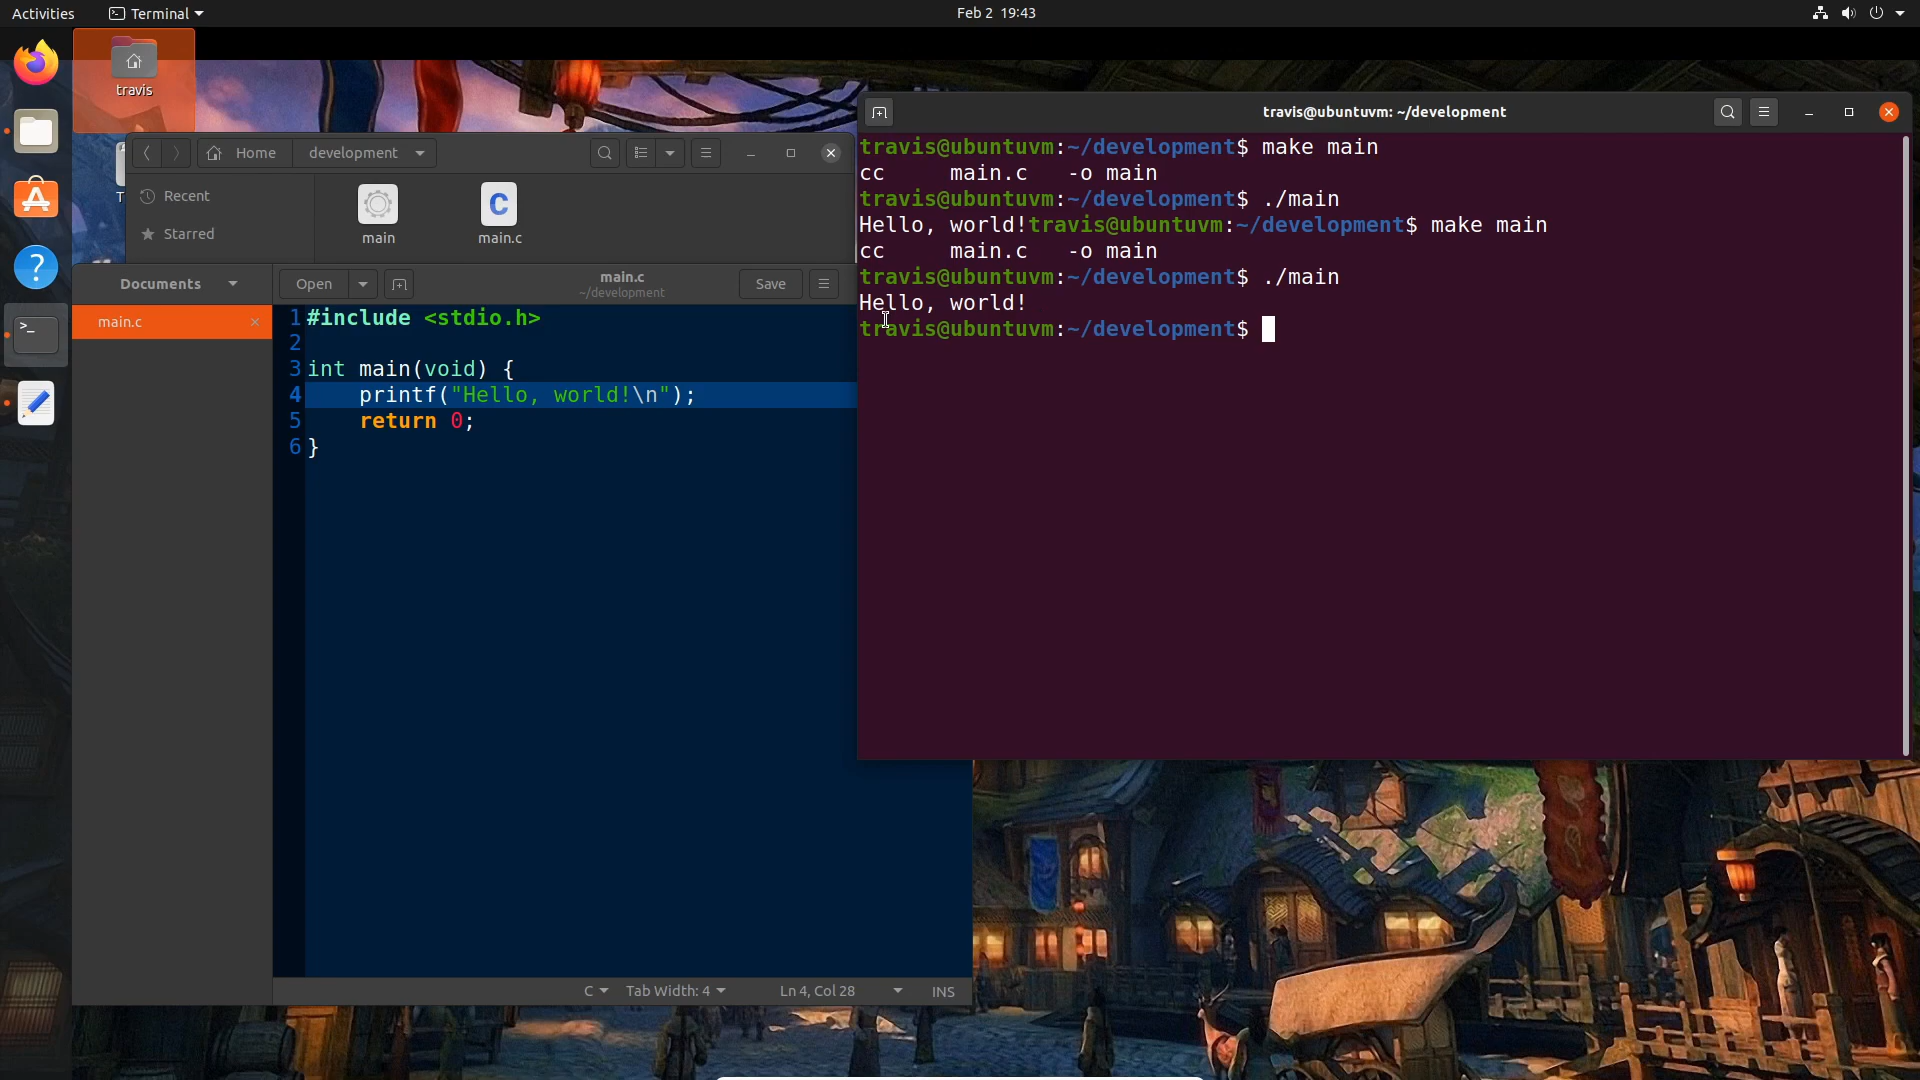 Activities
Terminal
Feb 2 19:43
travis
Home
development
Recent
Starred
main
main.c
Documents
main.c
Open
main.c
~/development
Save
1 #include <stdio.h>
2
3 int main(void) {
4     printf("Hello, world!\n");
5     return 0;
6 }
C
Tab Width: 4
Ln 4, Col 28
INS
travis@ubuntuvm: ~/development
travis@ubuntuvm:~/development$ make main
cc     main.c   -o main
travis@ubuntuvm:~/development$ ./main
Hello, world!travis@ubuntuvm:~/development$ make main
cc     main.c   -o main
travis@ubuntuvm:~/development$ ./main
Hello, world!
travis@ubuntuvm:~/development$